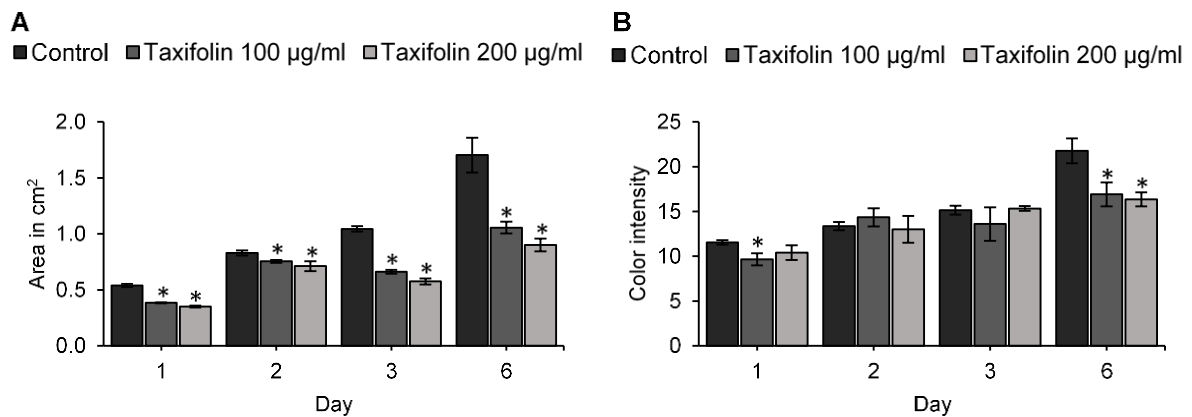 A
Control Taxifolin 100 µg/ml Taxifolin 200 µg/ml
2.0
1.5
1.0
0.5
0.0
Area in cm²
* * * * * * * *
1 2 3 6
Day
B
Control Taxifolin 100 µg/ml Taxifolin 200 µg/ml
25
20
15
10
5
0
Color intensity
* * *
1 2 3 6
Day